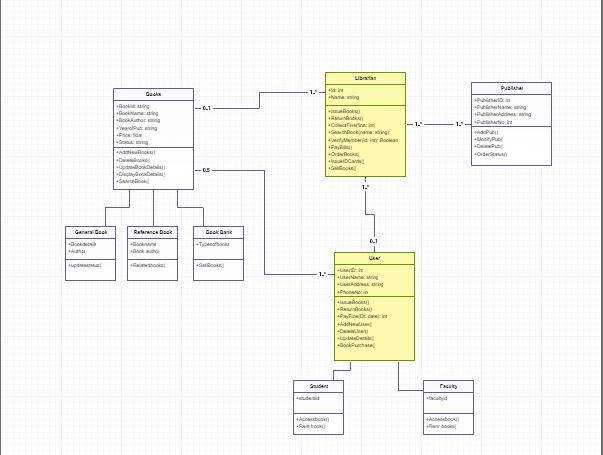 Books
+BookId: string
+BookName: string
+BookAuthor: string
+YearofPub: string
+Price: float
+Status: string
+AddNewBooks()
+DeleteBooks()
+UpdateBookDetails()
+DisplayBookDetails()
+SearchBook()
0..1
0..5
1..*
Librarian
+Id: int
+Name: string
+IssueBooks()
+ReturnBooks()
+CollectFine(fine: int)
+SearchBook(name: string)
+VerifyMember(id: int): Boolean
+PayBills()
+OrderBooks()
+IssueIDCards()
+SellBooks()
1..*
1..*
Publisher
+PublisherID: int
+PublisherName: string
+PublisherAddress: string
+PublisherNo: int
+AddPub()
+ModifyPub()
+DeletePub()
+OrderStatus()
1..*
0..1
General Book
+Bookdetails
+Author
+updatestatus()
Reference Book
+Bookname
+Book author
+Relatedbooks()
Book Bank
+Typesofbooks
+SellBooks()
1..*
User
+UserID: int
+UserName: string
+UserAddress: string
+PhoneNo: int
+IssueBooks()
+ReturnBooks()
+PayFine(Dt: date): int
+AddNewUser()
+DeleteUser()
+UpdateDetails()
+BookPurchase()
Student
+studentid
+Accessbook()
+Rent book()
Faculty
+facultyid
+Accessbook()
+Rent book()